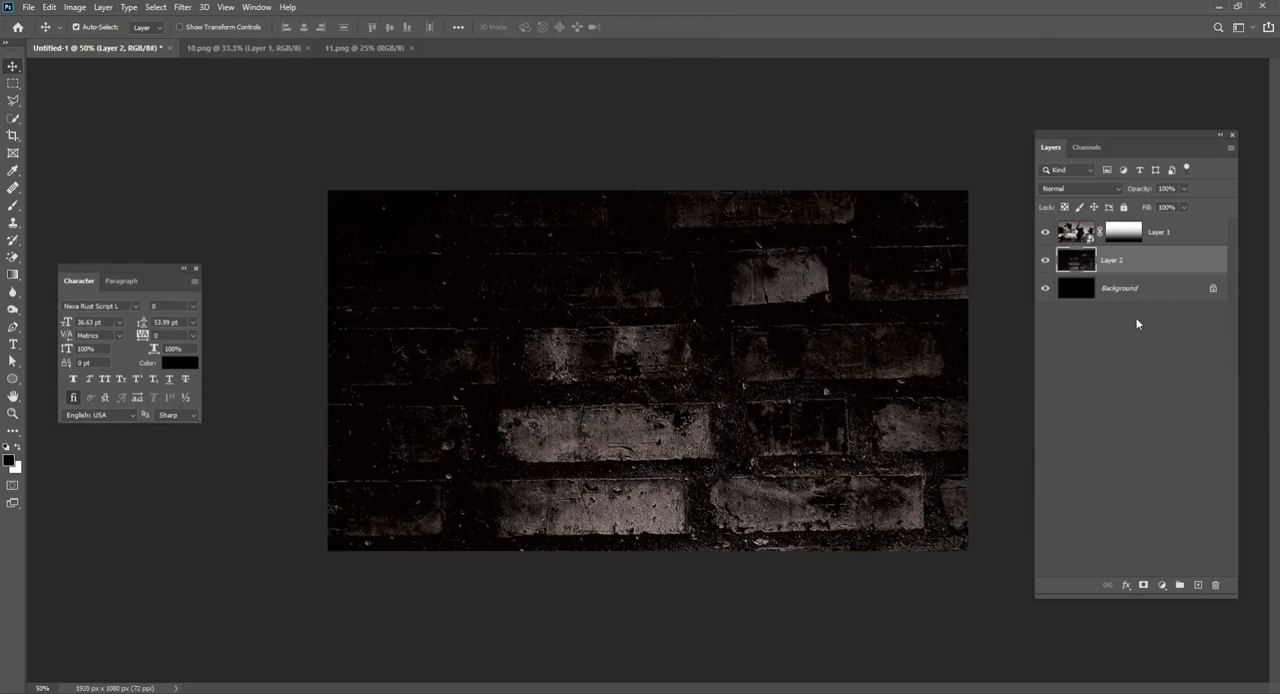 Ps File Edit Image Layer Type Select Filter 3D View Window Help
Auto-Select: Layer Show Transform Controls 3D Mode:
Untitled-1 @ 50% (Layer 2, RGB/8#) * 10.png @ 33.3% (Layer 1, RGB/8) 11.png @ 25% (RGB/8)
Layers Channels
Kind
Normal Opacity: 100%
Lock: Fill: 100%
Layer 1
Layer 2
Background
Character Paragraph
Nexa Rust Script L 0
36.63 pt 53.99 pt
Metrics 0
100% 100%
0 pt Color:
English: USA Sharp
50% 1920 px x 1080 px (72 ppi)